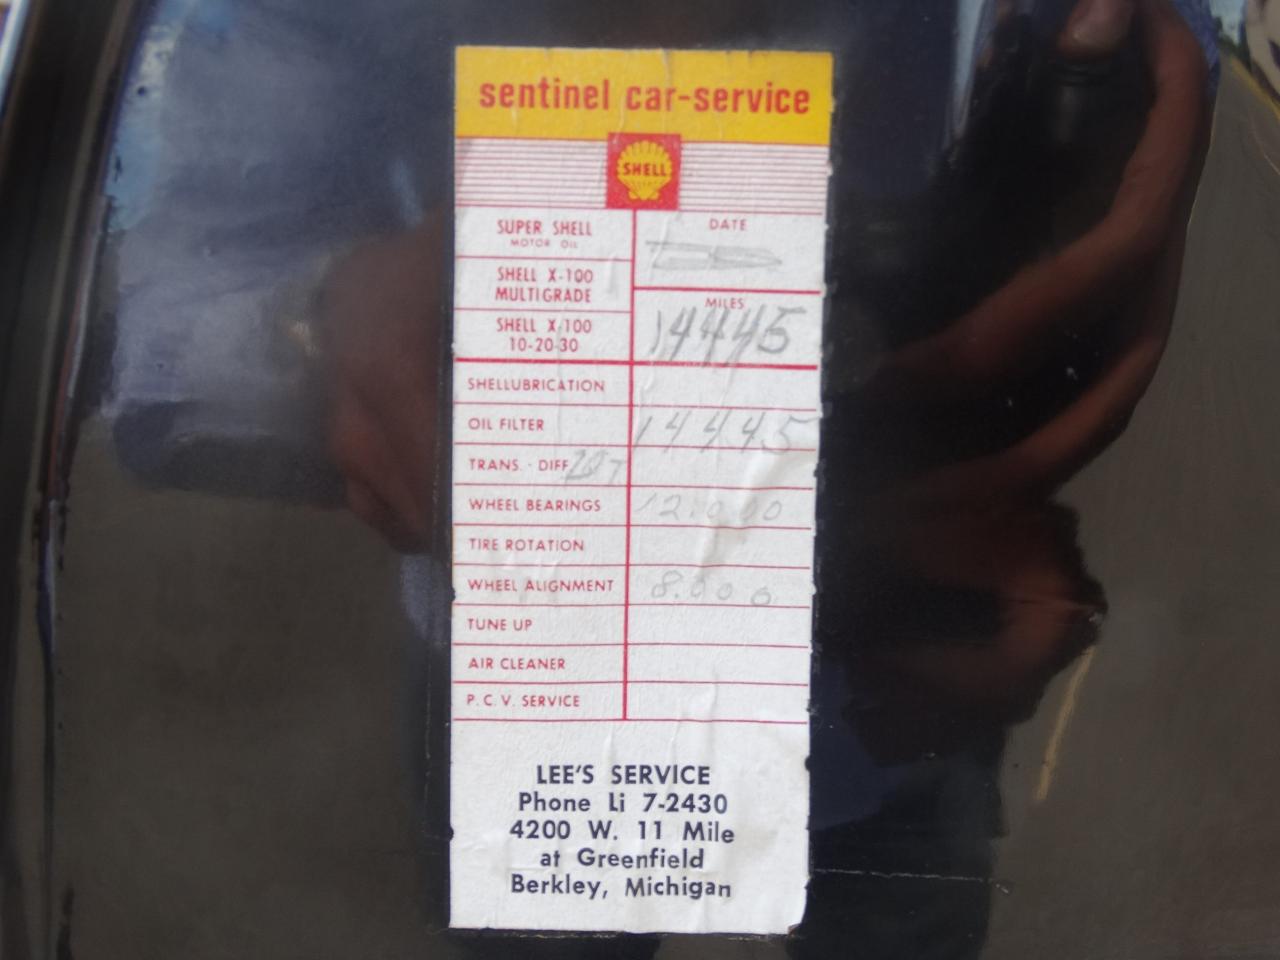 sentinel car-service
SHELL
SUPER SHELL
MOTOR OIL
DATE
SHELL X-100
MULTIGRADE
MILES
14445
SHELL X-100
10-20-30
SHELLUBRICATION
OIL FILTER 14445
TRANS. - DIFF.
WHEEL BEARINGS 12.000
TIRE ROTATION
WHEEL ALIGNMENT 8.000
TUNE UP
AIR CLEANER
P.C.V. SERVICE
LEE'S SERVICE
Phone Li 7-2430
4200 W. 11 Mile
at Greenfield
Berkley, Michigan